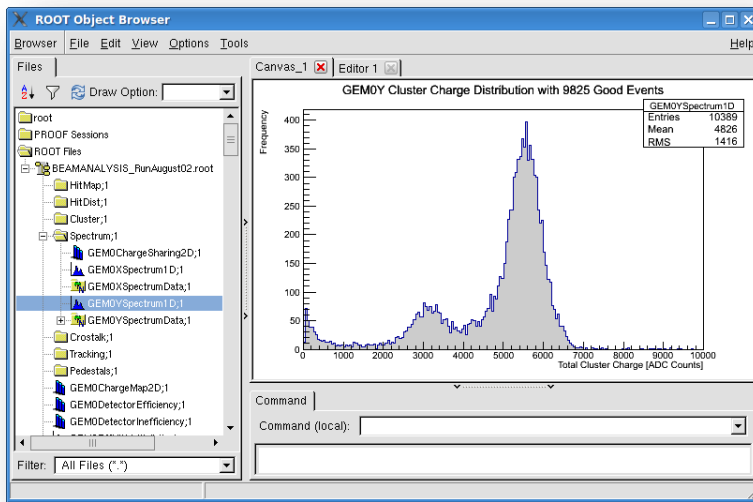 ROOT Object Browser
Browser File Edit View Options Tools Help
Files
Draw Option:
root
PROOF Sessions
ROOT Files
BEAMANALYSIS_RunAugust02.root
HitMap;1
HitDist;1
Cluster;1
Spectrum;1
GEM0ChargeSharing2D;1
GEM0XSpectrum1D;1
GEM0XSpectrumData;1
GEM0YSpectrum1D;1
GEM0YSpectrumData;1
Crostalk;1
Tracking;1
Pedestals;1
GEM0ChargeMap2D;1
GEM0DetectorEfficiency;1
GEM0DetectorInefficiency;1
Filter: All Files (*.*)
Canvas_1 Editor 1
GEM0Y Cluster Charge Distribution with 9825 Good Events
GEM0YSpectrum1D
Entries 10389
Mean 4826
RMS 1416
Frequency
400
350
300
250
200
150
100
50
0
0 1000 2000 3000 4000 5000 6000 7000 8000 9000 10000
Total Cluster Charge [ADC Counts]
Command
Command (local):